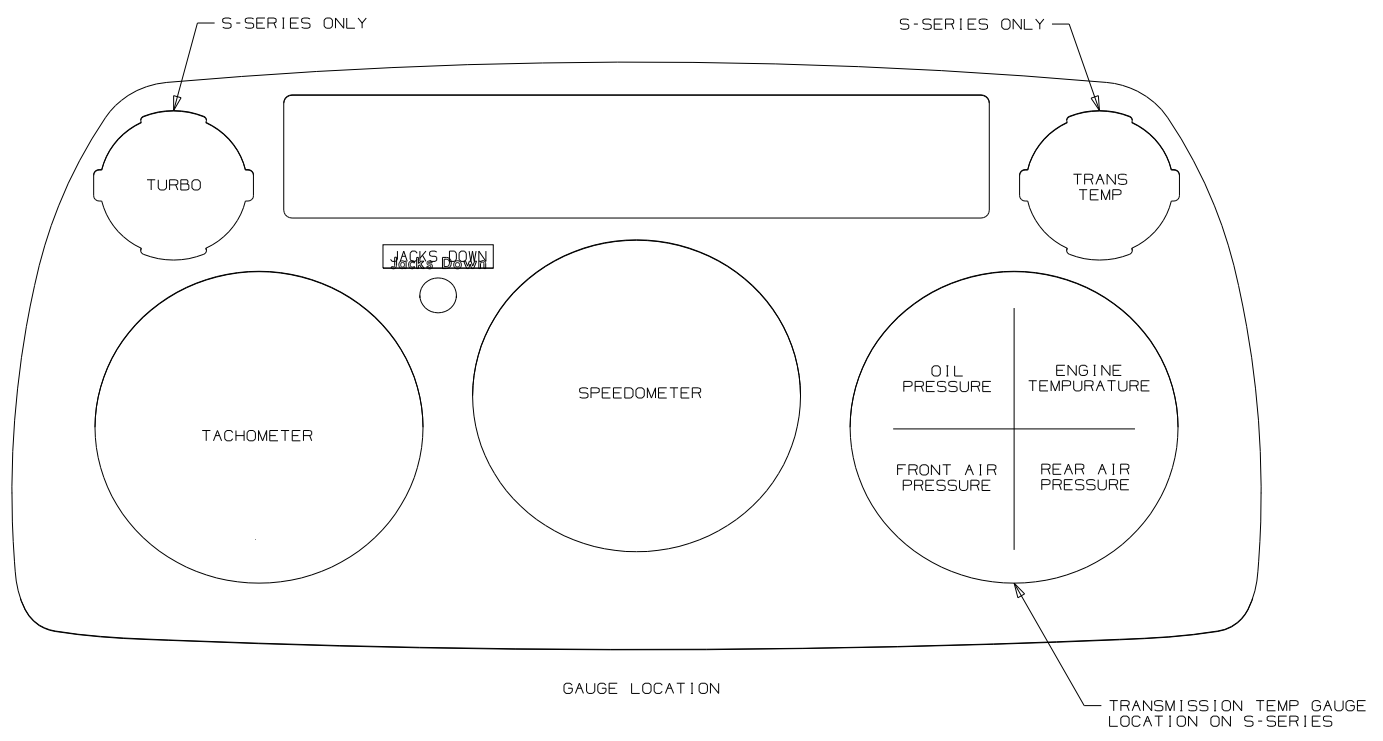 S-SERIES ONLY
S-SERIES ONLY
TURBO
TRANS
TEMP
JACKS DOWN
Jacks Down
TACHOMETER
SPEEDOMETER
OIL
PRESSURE
ENGINE
TEMPURATURE
FRONT AIR
PRESSURE
REAR AIR
PRESSURE
GAUGE LOCATION
TRANSMISSION TEMP GAUGE
LOCATION ON S-SERIES